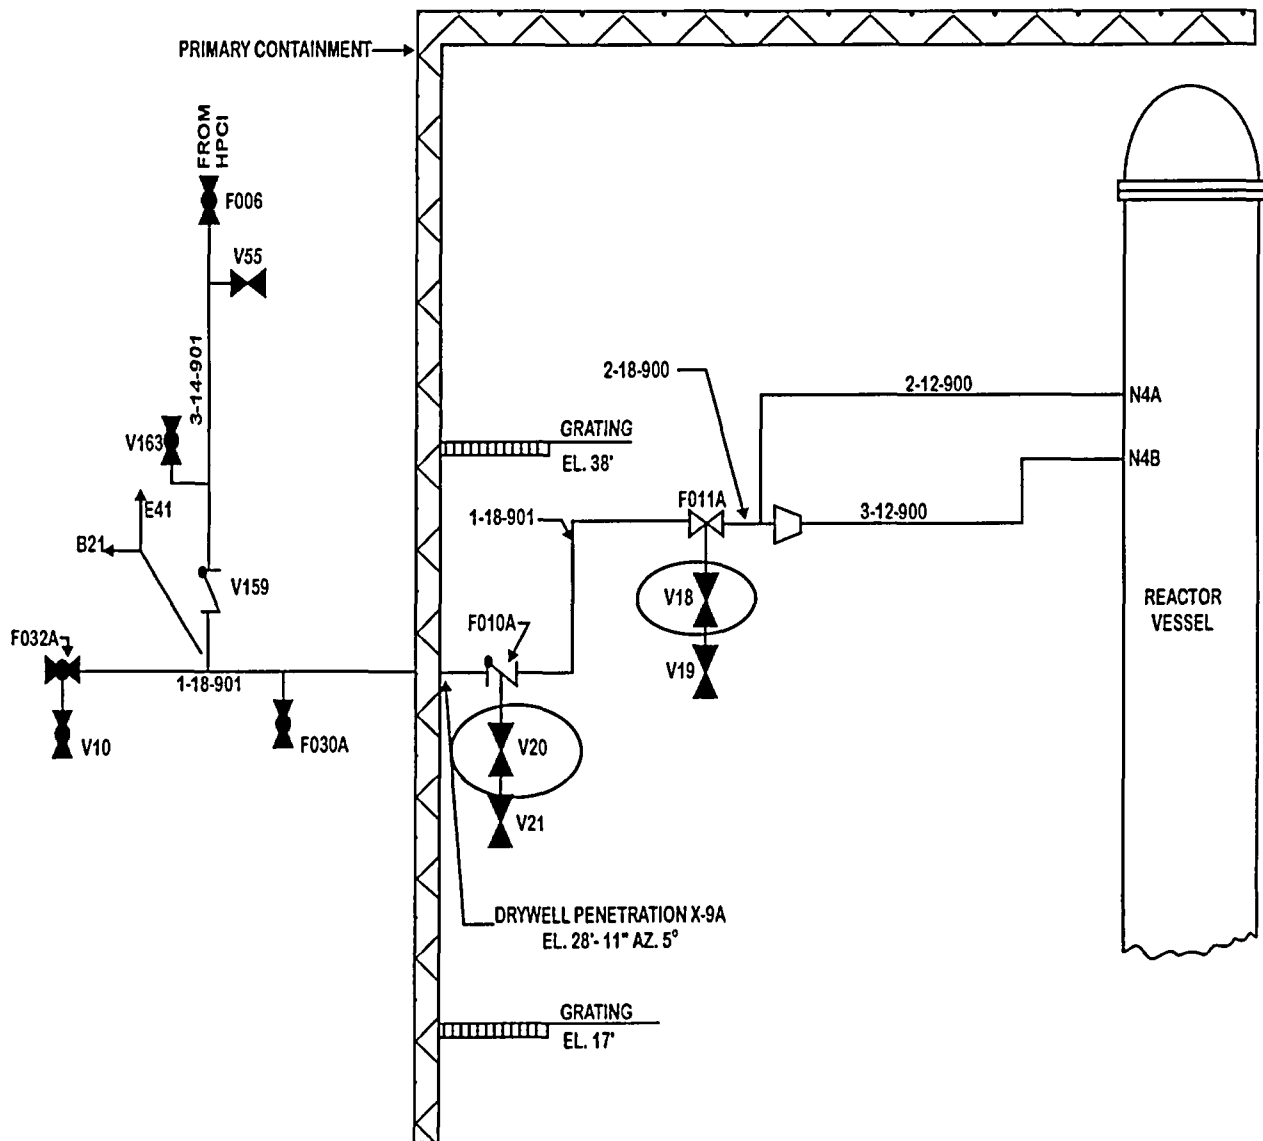 PRIMARY CONTAINMENT
FROM
HPCI
F006
V55
3-14-901
2-18-900
2-12-900
N4A
GRATING
EL. 38'
V163
N4B
F011A
E41
1-18-901
3-12-900
B21
V159
V18
REACTOR
VESSEL
F010A
F032A
V19
1-18-901
V10
F030A
V20
V21
DRYWELL PENETRATION X-9A
EL. 28'- 11" AZ. 5°
GRATING
EL. 17'